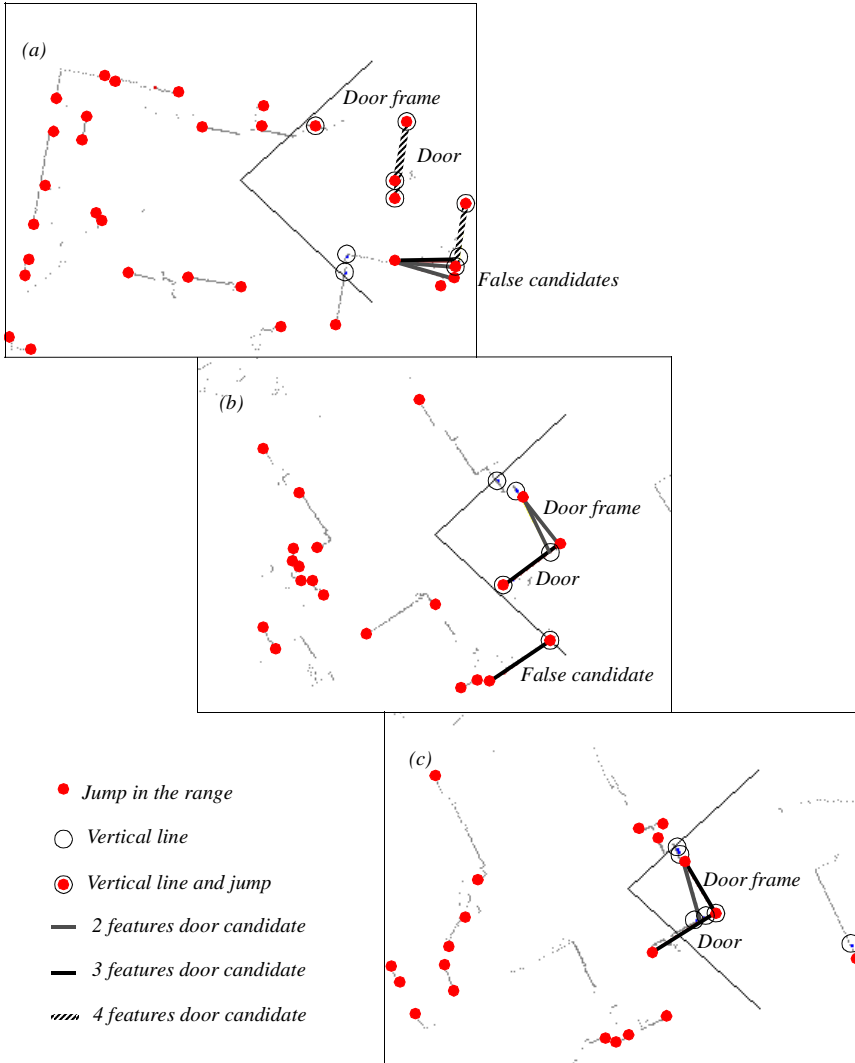 (a)
Door frame
Door
False candidates
(b)
Door frame
Door
False candidate
(c)
Door frame
Door
Jump in the range
Vertical line
Vertical line and jump
2 features door candidate
3 features door candidate
4 features door candidate